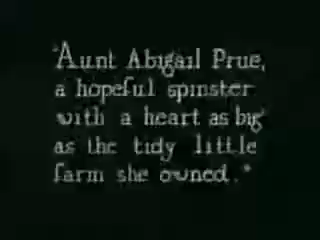 "Aunt Abigail Prue,
a hopeful spinster
with a heart as big
as the tidy little
farm she owned."